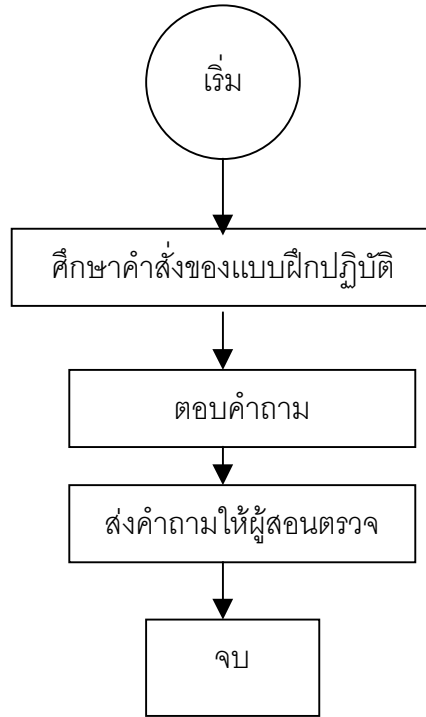 เริ่ม
ศึกษาคำสั่งของแบบฝึกปฏิบัติ
ตอบคำถาม
ส่งคำถามให้ผู้สอนตรวจ
จบ